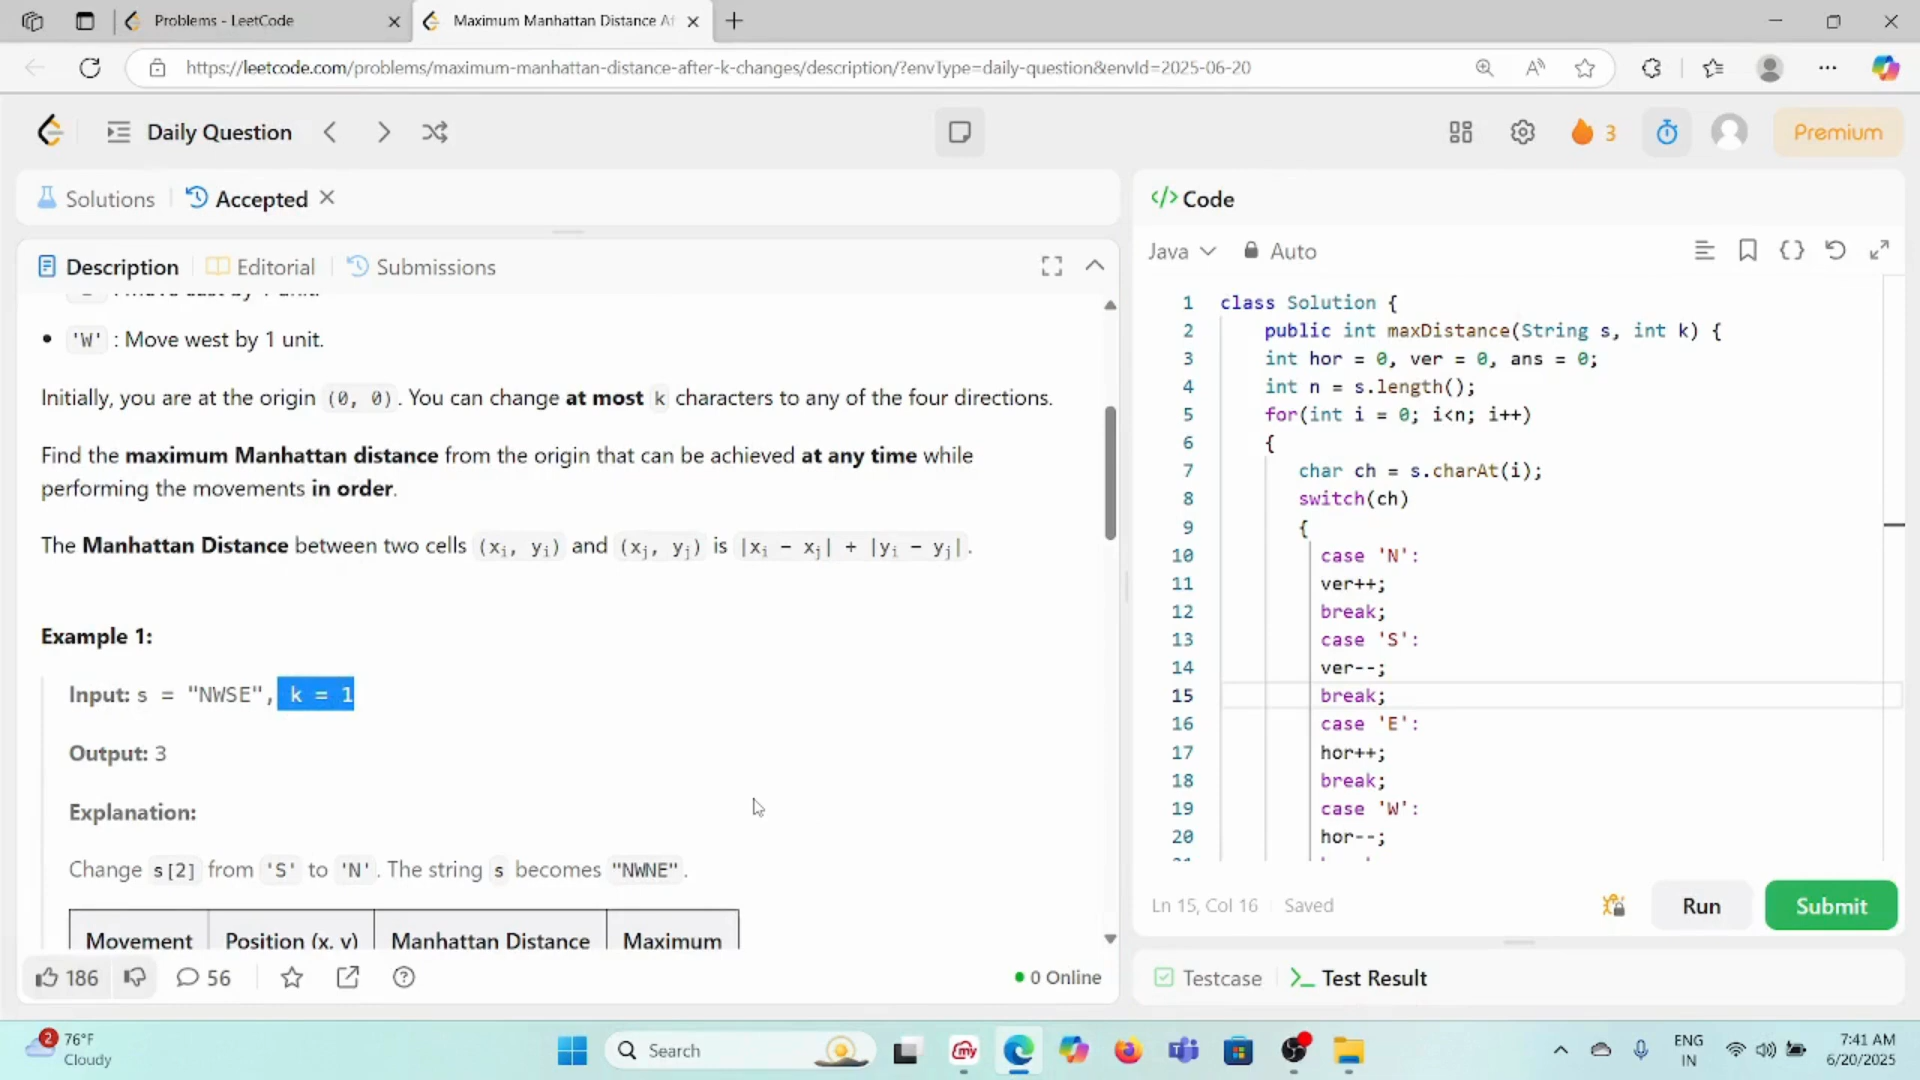 Problems - LeetCode
Maximum Manhattan Distance Af
https://leetcode.com/problems/maximum-manhattan-distance-after-k-changes/description/?envType=daily-question&envId=2025-06-20
Daily Question
3
Premium
Solutions
Accepted
Description
Editorial
Submissions
'W' : Move west by 1 unit.
Initially, you are at the origin (0, 0). You can change at most k characters to any of the four directions.
Find the maximum Manhattan distance from the origin that can be achieved at any time while
performing the movements in order.
The Manhattan Distance between two cells (xi, yi) and (xj, yj) is |xi - xj| + |yi - yj|.
Example 1:
Input: s = "NWSE", k = 1
Output: 3
Explanation:
Change s[2] from 'S' to 'N'. The string s becomes "NWNE".
Movement Position (x, y) Manhattan Distance Maximum
186
56
0 Online
</> Code
Java
Auto
1 class Solution {
2 public int maxDistance(String s, int k) {
3 int hor = 0, ver = 0, ans = 0;
4 int n = s.length();
5 for(int i = 0; i<n; i++)
6 {
7 char ch = s.charAt(i);
8 switch(ch)
9 {
10 case 'N':
11 ver++;
12 break;
13 case 'S':
14 ver--;
15 break;
16 case 'E':
17 hor++;
18 break;
19 case 'W':
20 hor--;
Ln 15, Col 16
Saved
Run
Submit
Testcase
Test Result
2
76°F
Cloudy
Search
my
ENG
IN
7:41 AM
6/20/2025